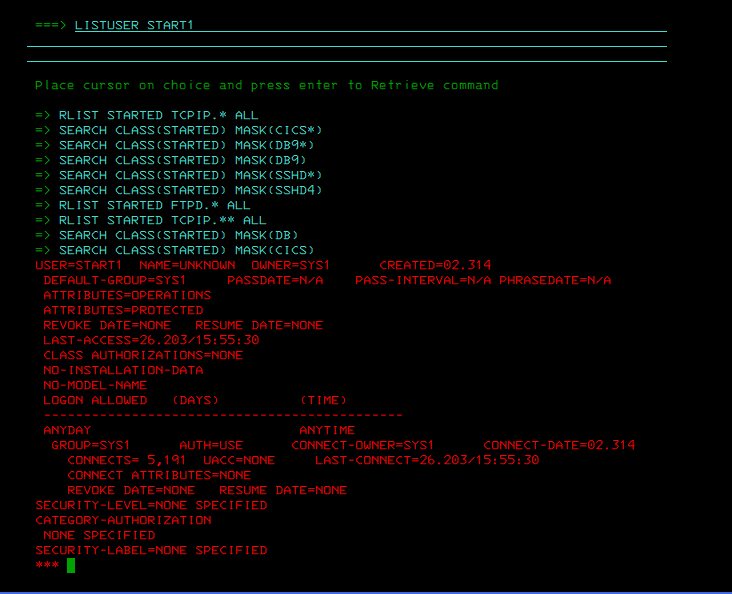 ===> LISTUSER START1
Place cursor on choice and press enter to Retrieve command
=> RLIST STARTED TCPIP.* ALL
=> SEARCH CLASS(STARTED) MASK(CICS*)
=> SEARCH CLASS(STARTED) MASK(DB9*)
=> SEARCH CLASS(STARTED) MASK(DB9)
=> SEARCH CLASS(STARTED) MASK(SSHD*)
=> SEARCH CLASS(STARTED) MASK(SSHD4)
=> RLIST STARTED FTPD.* ALL
=> RLIST STARTED TCPIP.** ALL
=> SEARCH CLASS(STARTED) MASK(DB)
=> SEARCH CLASS(STARTED) MASK(CICS)
USER=START1  NAME=UNKNOWN  OWNER=SYS1      CREATED=02.314
 DEFAULT-GROUP=SYS1     PASSDATE=N/A    PASS-INTERVAL=N/A PHRASEDATE=N/A
 ATTRIBUTES=OPERATIONS
 ATTRIBUTES=PROTECTED
 REVOKE DATE=NONE   RESUME DATE=NONE
 LAST-ACCESS=26.203/15:55:30
 CLASS AUTHORIZATIONS=NONE
 NO-INSTALLATION-DATA
 NO-MODEL-NAME
 LOGON ALLOWED   (DAYS)          (TIME)
 ---------------------------------------------
 ANYDAY                          ANYTIME
  GROUP=SYS1      AUTH=USE      CONNECT-OWNER=SYS1      CONNECT-DATE=02.314
    CONNECTS= 5,191  UACC=NONE     LAST-CONNECT=26.203/15:55:30
    CONNECT ATTRIBUTES=NONE
    REVOKE DATE=NONE   RESUME DATE=NONE
SECURITY-LEVEL=NONE SPECIFIED
CATEGORY-AUTHORIZATION
 NONE SPECIFIED
SECURITY-LABEL=NONE SPECIFIED
***